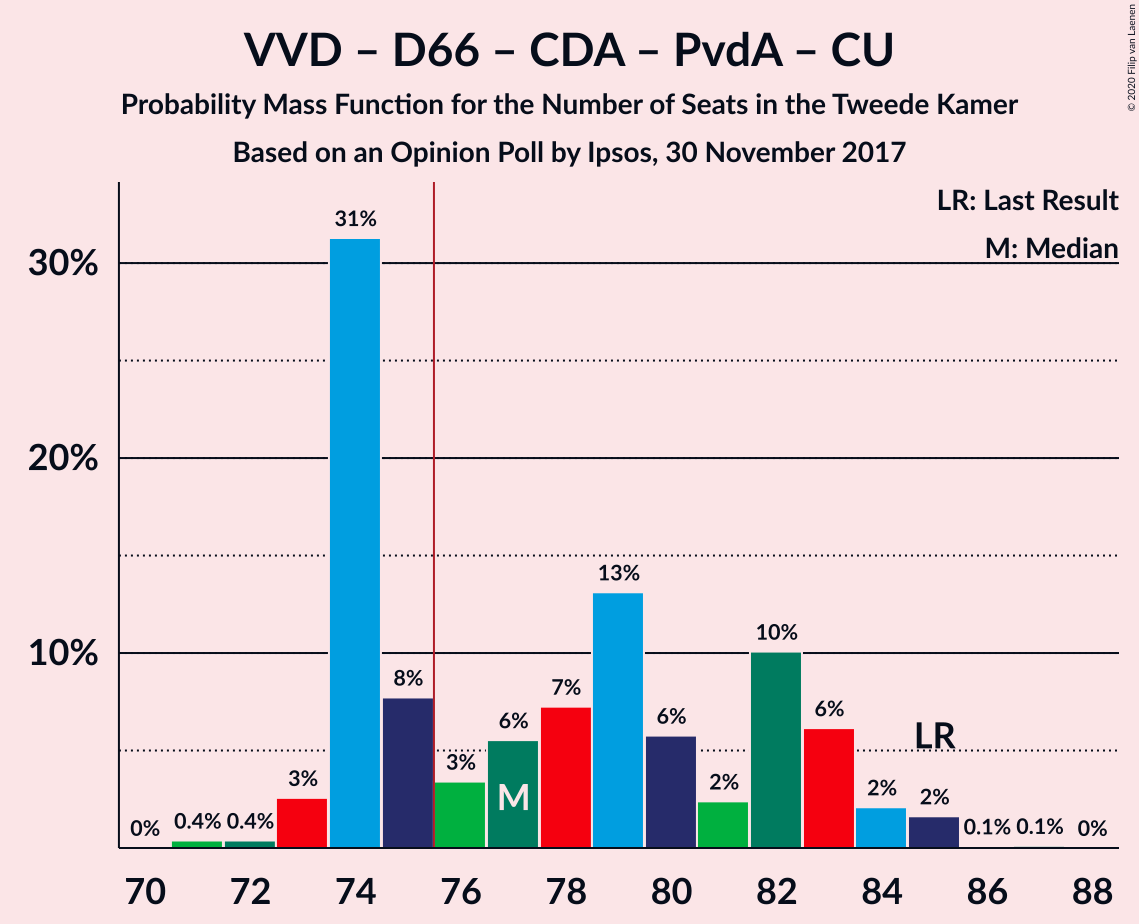 VVD – D66 – CDA – PvdA – CU
Probability Mass Function for the Number of Seats in the Tweede Kamer
Based on an Opinion Poll by Ipsos, 30 November 2017
© 2020 Filip van Laenen
LR: Last Result
M: Median
30%
20%
10%
0%
0.4%
0.4%
3%
31%
8%
3%
6%
7%
13%
6%
2%
10%
6%
2%
2%
0.1%
0.1%
0%
M
LR
70 72 74 76 78 80 82 84 86 88